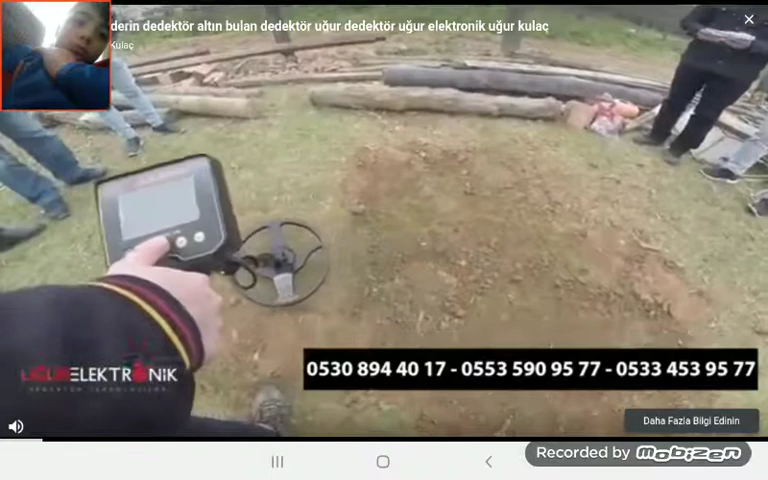 derin dedektör altın bulan dedektör uğur dedektör uğur elektronik uğur kulaç
Kulaç
UĞURELEKTRONİK
0530 894 40 17 - 0553 590 95 77 - 0533 453 95 77
Daha Fazla Bilgi Edinin
Recorded by Mobizen